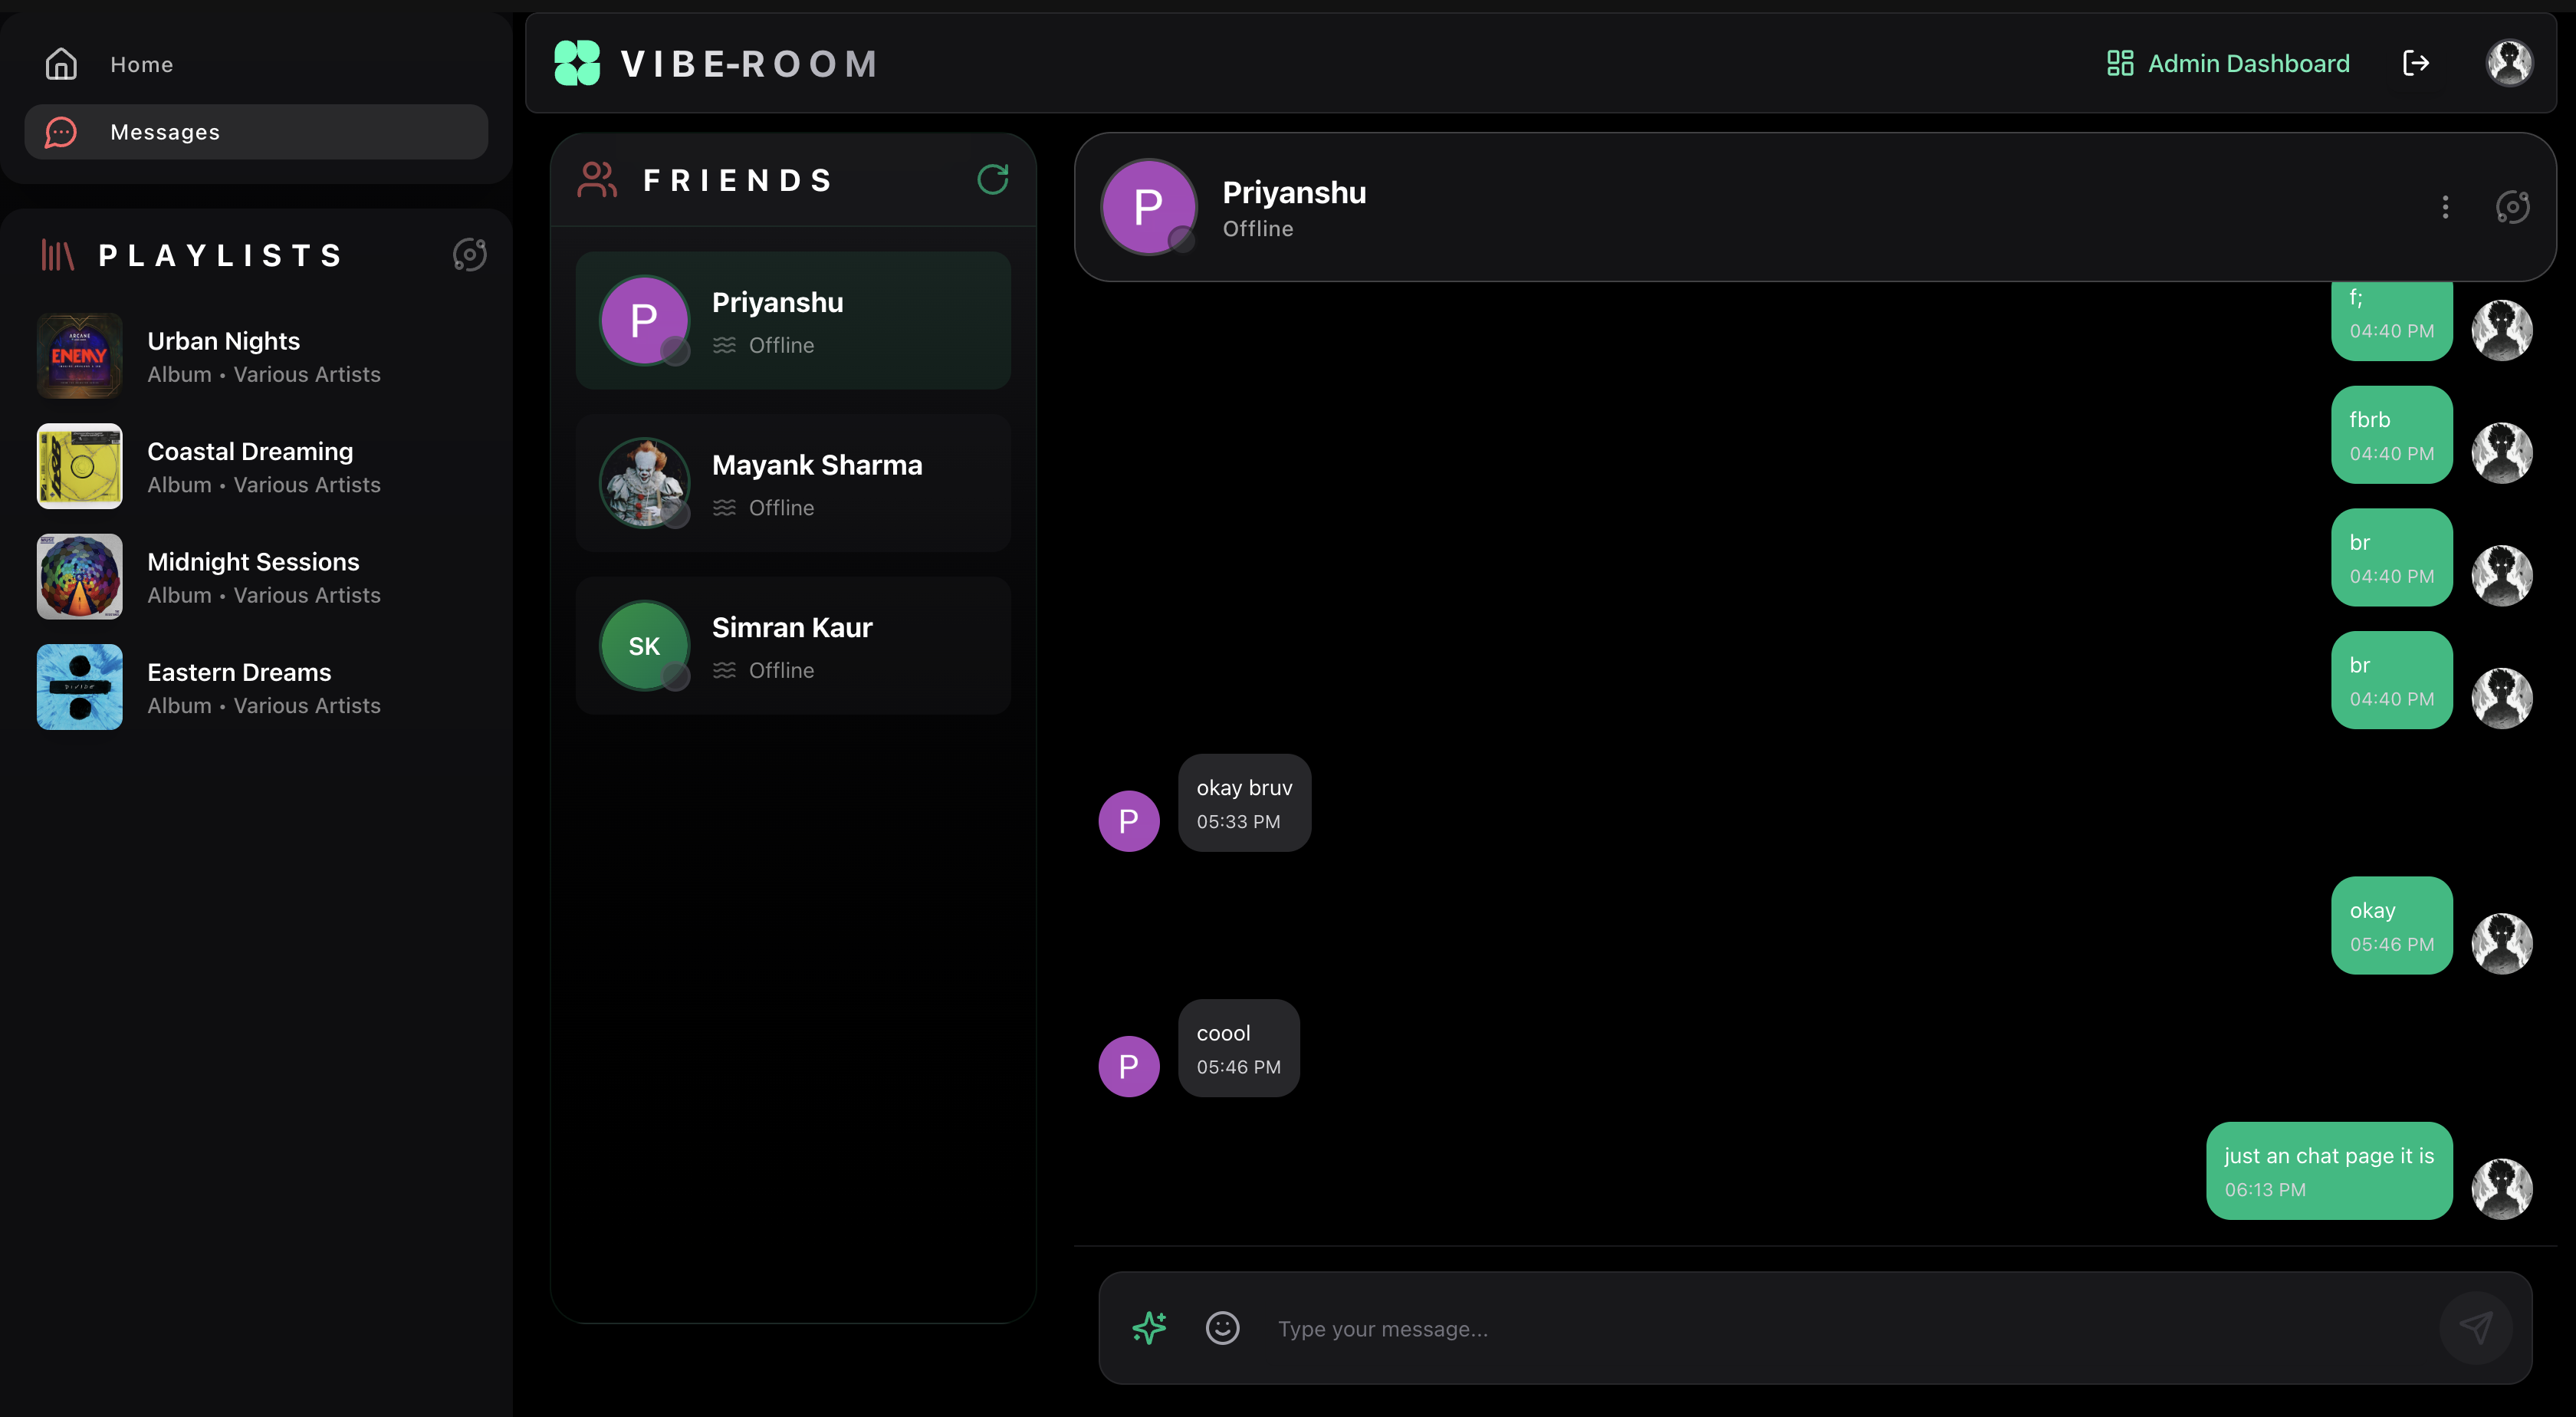 Home
Messages
PLAYLISTS
Urban Nights
Album • Various Artists
Coastal Dreaming
Album • Various Artists
Midnight Sessions
Album • Various Artists
Eastern Dreams
Album • Various Artists
ARCANE
ENEMY
DIVIDE
VIBE-ROOM
Admin Dashboard
FRIENDS
P
Priyanshu
Offline
Mayank Sharma
Offline
SK
Simran Kaur
Offline
P
Priyanshu
Offline
f;
04:40 PM
fbrb
04:40 PM
br
04:40 PM
br
04:40 PM
P
okay bruv
05:33 PM
okay
05:46 PM
P
coool
05:46 PM
just an chat page it is
06:13 PM
Type your message...